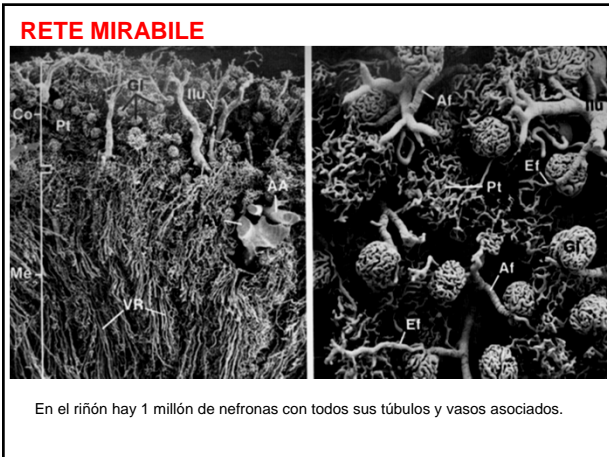 RETE MIRABILE
Gl
Ilu
Co
Pt
AA
Me
VR
Gl
Af
Ilu
Ef
Pt
Gl
Af
Ef
En el riñón hay 1 millón de nefronas con todos sus túbulos y vasos asociados.